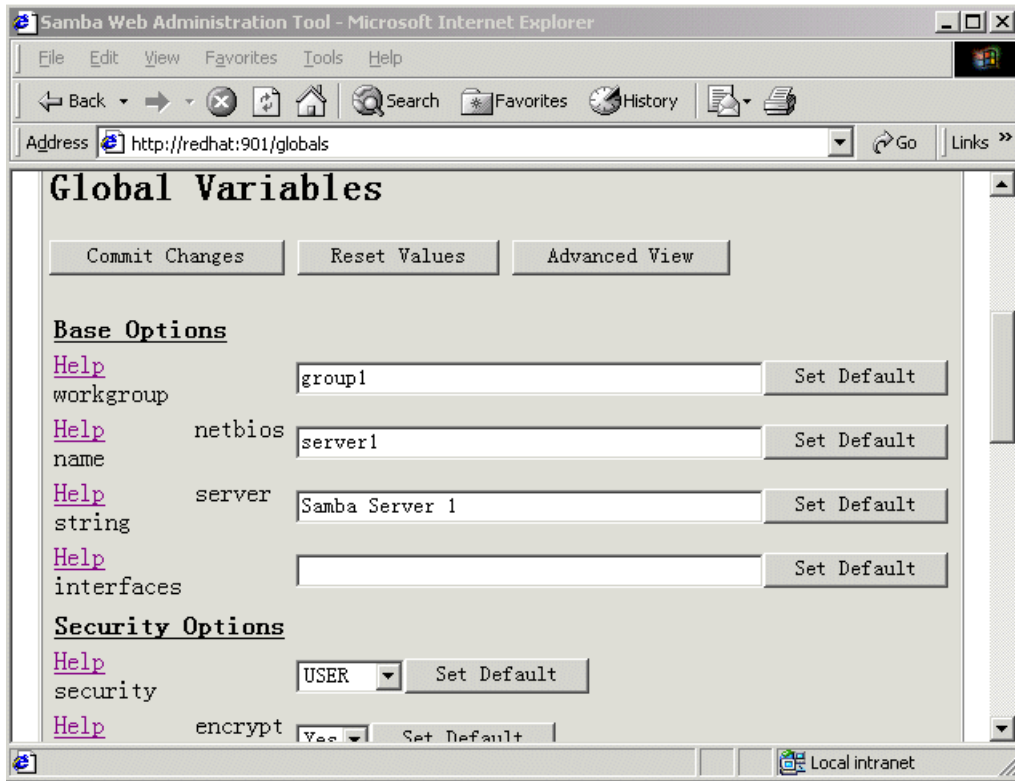 Samba Web Administration Tool - Microsoft Internet Explorer
File Edit View Favorites Tools Help
Back Search Favorites History
Address http://redhat:901/globals Go Links »
Global Variables
Commit Changes Reset Values Advanced View
Base Options
Help
workgroup group1 Set Default
Help netbios
name server1 Set Default
Help server
string Samba Server 1 Set Default
Help
interfaces Set Default
Security Options
Help
security USER Set Default
Help encrypt
Yes Set Default
Local intranet